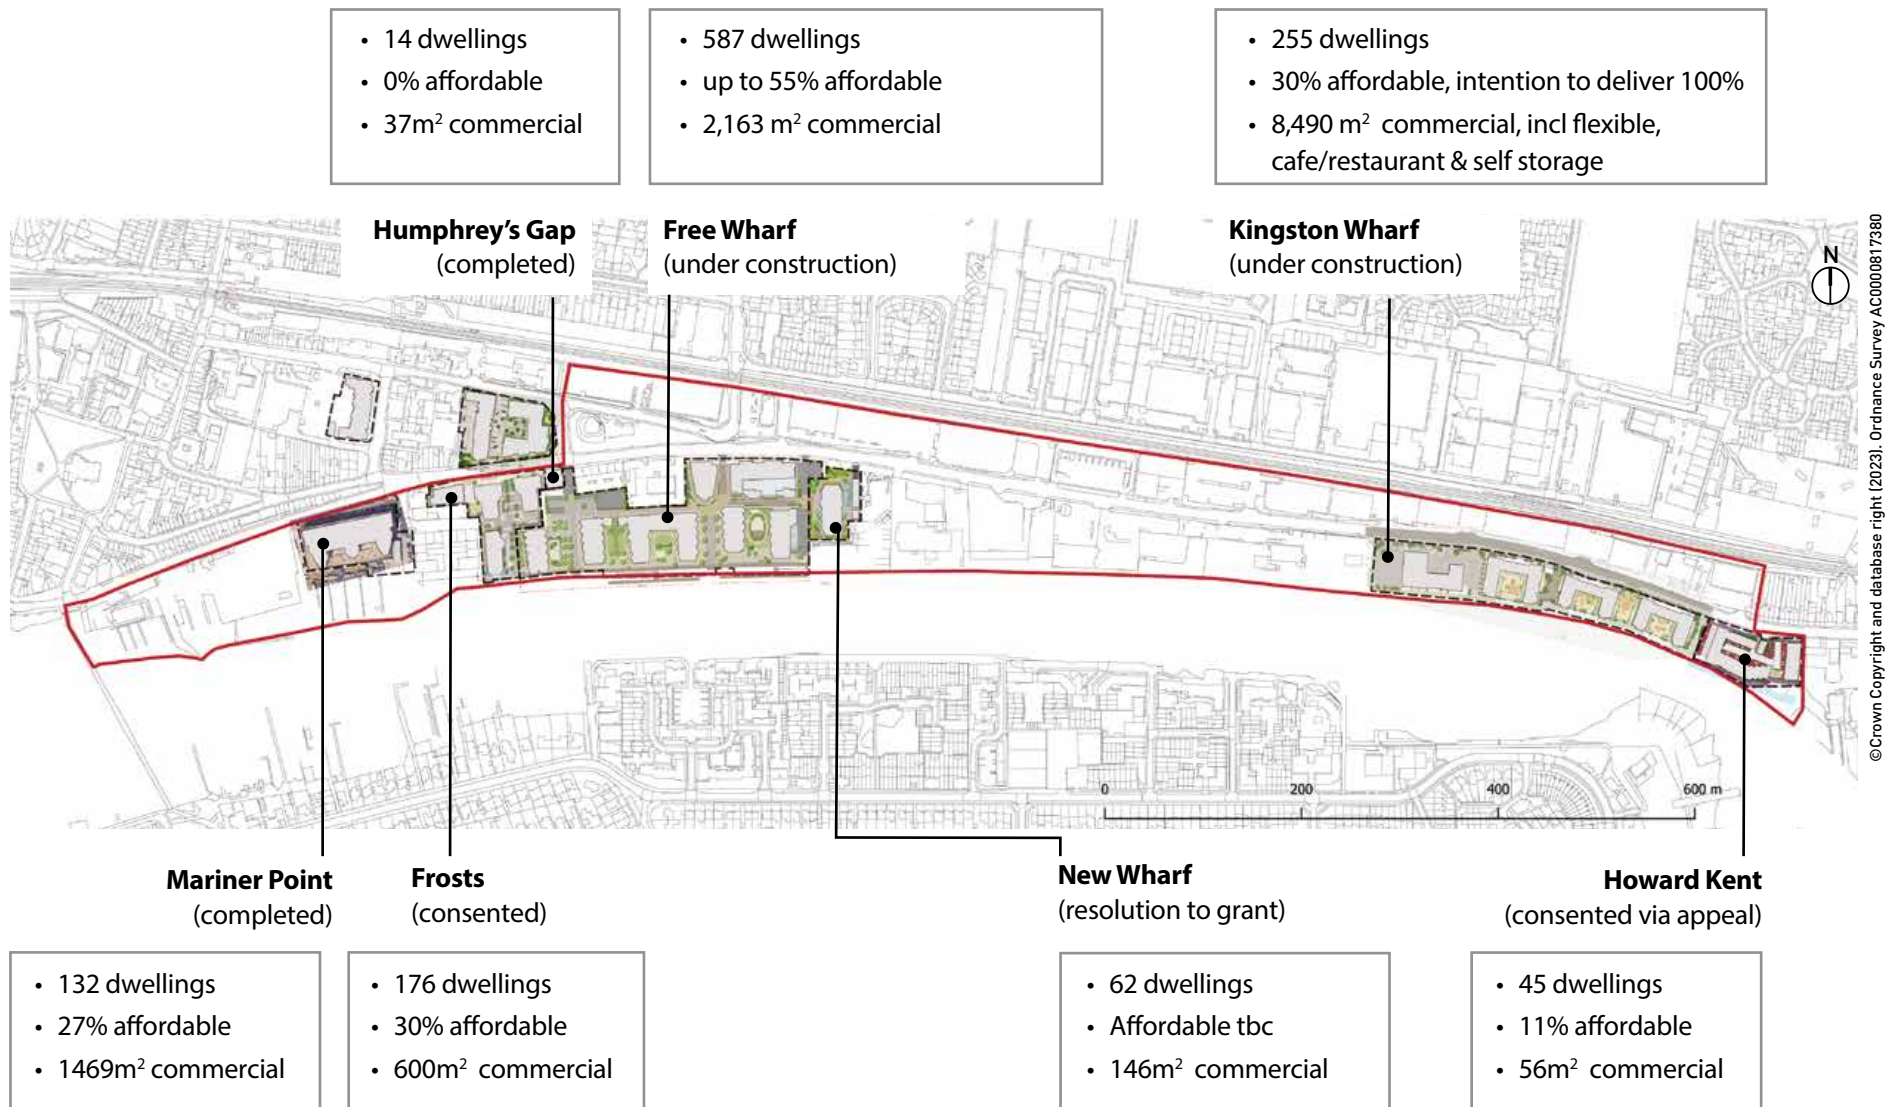 • 14 dwellings
• 0% affordable
• 37m² commercial
• 587 dwellings
• up to 55% affordable
• 2,163 m² commercial
• 255 dwellings
• 30% affordable, intention to deliver 100%
• 8,490 m² commercial, incl flexible,
cafe/restaurant & self storage
Humphrey’s Gap
(completed)
Free Wharf
(under construction)
Kingston Wharf
(under construction)
N
©Crown Copyright and database right [2023]. Ordnance Survey AC0000817380
0 200 400 600 m
Mariner Point
(completed)
Frosts
(consented)
New Wharf
(resolution to grant)
Howard Kent
(consented via appeal)
• 132 dwellings
• 27% affordable
• 1469m² commercial
• 176 dwellings
• 30% affordable
• 600m² commercial
• 62 dwellings
• Affordable tbc
• 146m² commercial
• 45 dwellings
• 11% affordable
• 56m² commercial